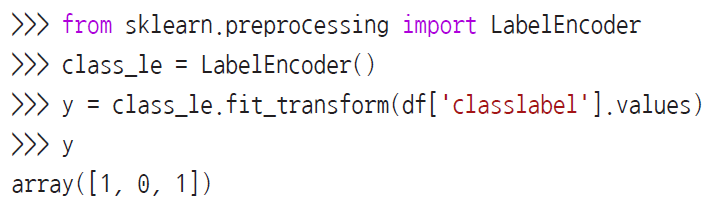 >>> from sklearn.preprocessing import LabelEncoder
>>> class_le = LabelEncoder()
>>> y = class_le.fit_transform(df['classlabel'].values)
>>> y
array([1, 0, 1])